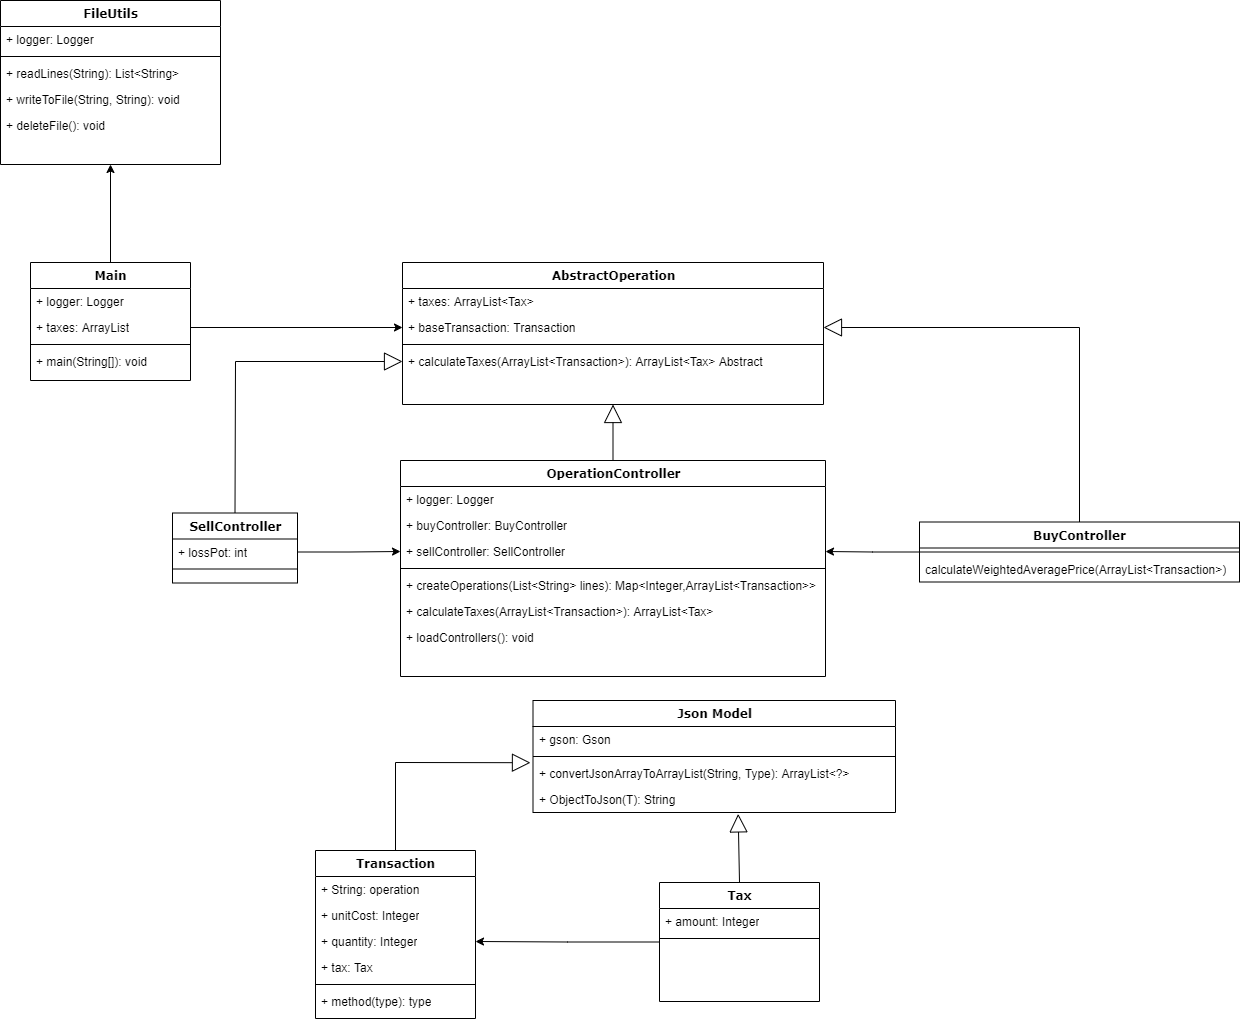 FileUtils
+ logger: Logger
+ readLines(String): List<String>
+ writeToFile(String, String): void
+ deleteFile(): void
Main
+ logger: Logger
+ taxes: ArrayList
+ main(String[]): void
AbstractOperation
+ taxes: ArrayList<Tax>
+ baseTransaction: Transaction
+ calculateTaxes(ArrayList<Transaction>): ArrayList<Tax> Abstract
SellController
+ lossPot: int
OperationController
+ logger: Logger
+ buyController: BuyController
+ sellController: SellController
+ createOperations(List<String> lines): Map<Integer,ArrayList<Transaction>>
+ calculateTaxes(ArrayList<Transaction>): ArrayList<Tax>
+ loadControllers(): void
BuyController
calculateWeightedAveragePrice(ArrayList<Transaction>)
Json Model
+ gson: Gson
+ convertJsonArrayToArrayList(String, Type): ArrayList<?>
+ ObjectToJson(T): String
Transaction
+ String: operation
+ unitCost: Integer
+ quantity: Integer
+ tax: Tax
+ method(type): type
Tax
+ amount: Integer